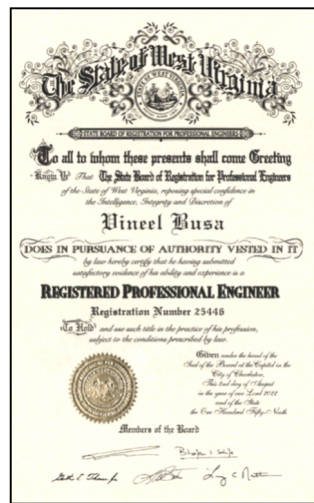 The State of West Virginia
STATE BOARD OF REGISTRATION FOR PROFESSIONAL ENGINEERS
To all to whom these presents shall come Greeting
Know Ye That The State Board of Registration for Professional Engineers
of the State of West Virginia, reposing special confidence in
the Intelligence, Integrity and Discretion of
Vineel Busa
DOES IN PURSUANCE OF AUTHORITY VESTED IN IT
by law hereby certify that he having submitted
satisfactory evidence of his ability and experience is a
REGISTERED PROFESSIONAL ENGINEER
Registration Number 25446
To Hold and use such title in the practice of his profession,
subject to the conditions prescribed by law.
Given under the hand of the
Seal of the Board at the Capitol in the
City of Charleston,
This 2nd day of August
in the year of our Lord 2022
and of the State
the One Hundred Fifty-Ninth
Members of the Board